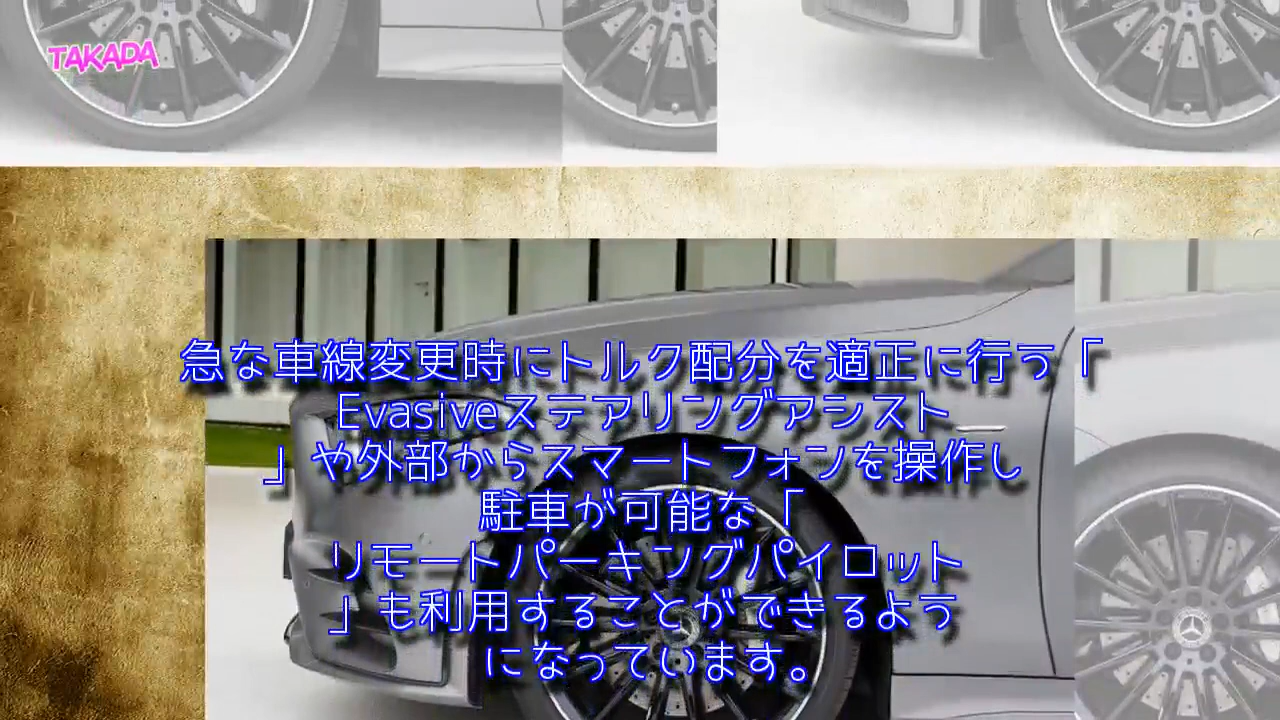 TAKADA
急な車線変更時にトルク配分を適正に行う「
Evasiveステアリングアシスト
」や外部からスマートフォンを操作し
駐車が可能な「
リモートパーキングパイロット
」も利用することができるよう
になっています。